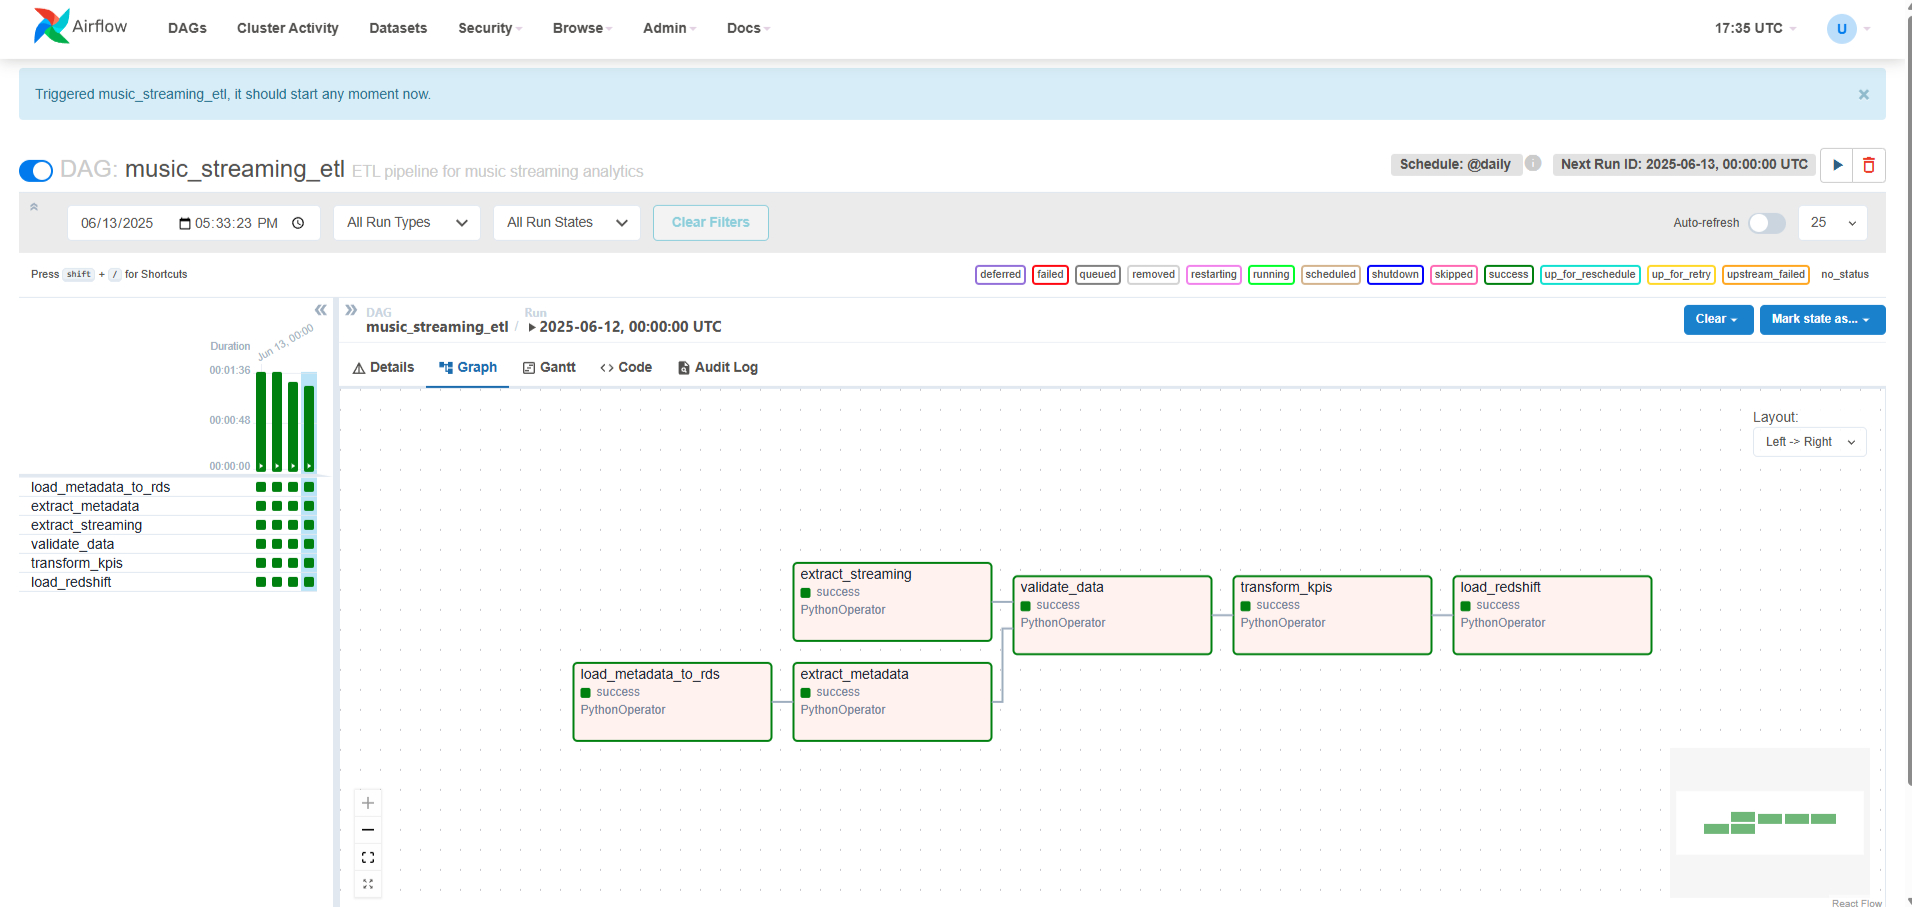 Airflow
DAGs Cluster Activity Datasets Security Browse Admin Docs
17:35 UTC
U
Triggered music_streaming_etl, it should start any moment now.
×
DAG: music_streaming_etl ETL pipeline for music streaming analytics
Schedule: @daily
Next Run ID: 2025-06-13, 00:00:00 UTC
06/13/2025 05:33:23 PM
All Run Types
All Run States
Clear Filters
Auto-refresh
25
Press shift + / for Shortcuts
deferred failed queued removed restarting running scheduled shutdown skipped success up_for_reschedule up_for_retry upstream_failed no_status
Duration
Jun 13, 00:00
00:01:36
00:00:48
00:00:00
load_metadata_to_rds
extract_metadata
extract_streaming
validate_data
transform_kpis
load_redshift
DAG
music_streaming_etl
/
Run
2025-06-12, 00:00:00 UTC
Clear
Mark state as...
Details
Graph
Gantt
Code
Audit Log
Layout:
Left -> Right
extract_streaming
success
PythonOperator
validate_data
success
PythonOperator
transform_kpis
success
PythonOperator
load_redshift
success
PythonOperator
load_metadata_to_rds
success
PythonOperator
extract_metadata
success
PythonOperator
React Flow